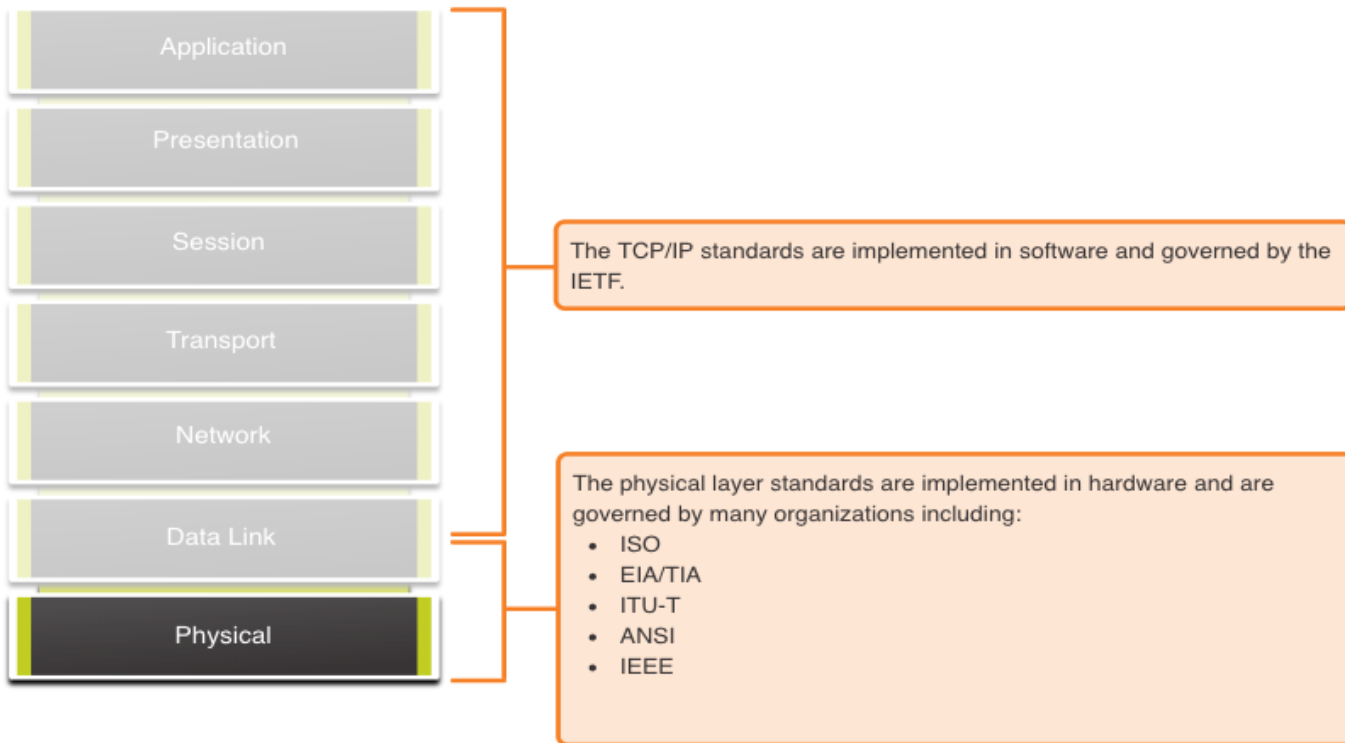 Application
Presentation
Session
Transport
Network
Data Link
Physical
The TCP/IP standards are implemented in software and governed by the
IETF.
The physical layer standards are implemented in hardware and are
governed by many organizations including:
• ISO
• EIA/TIA
• ITU-T
• ANSI
• IEEE